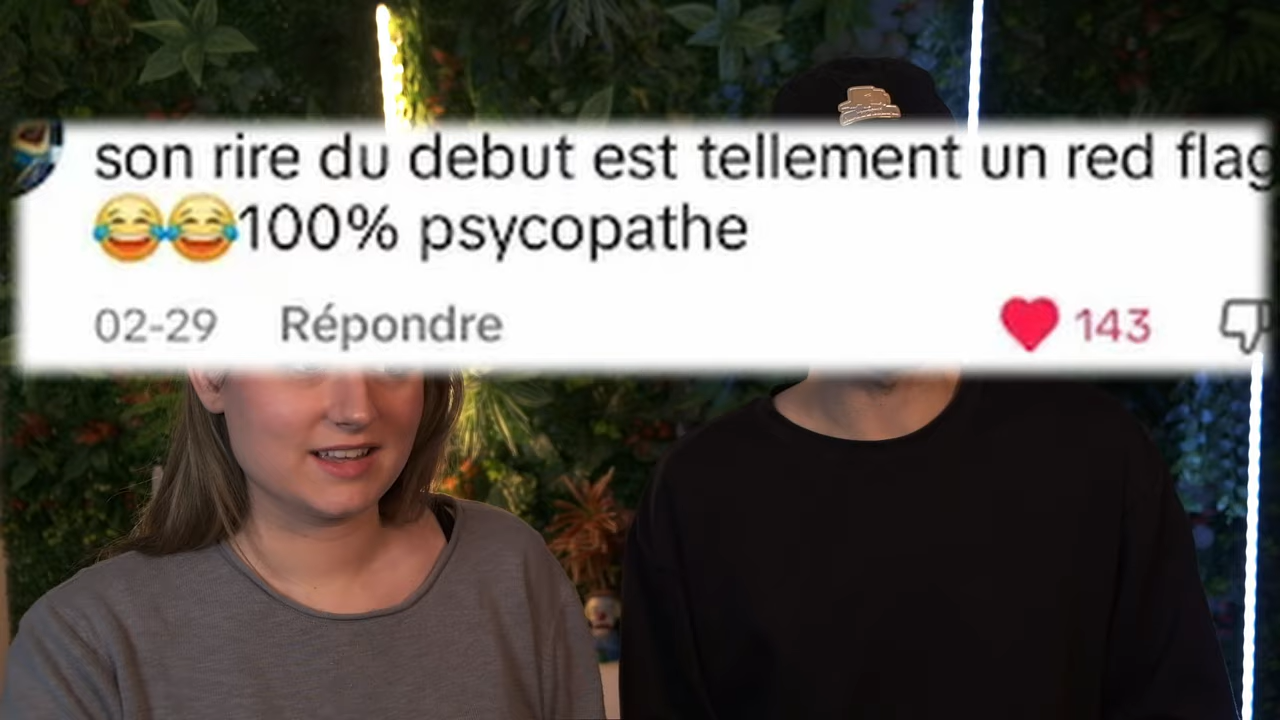 son rire du debut est tellement un red flag
😂😂100% psycopathe
02-29 Répondre 143